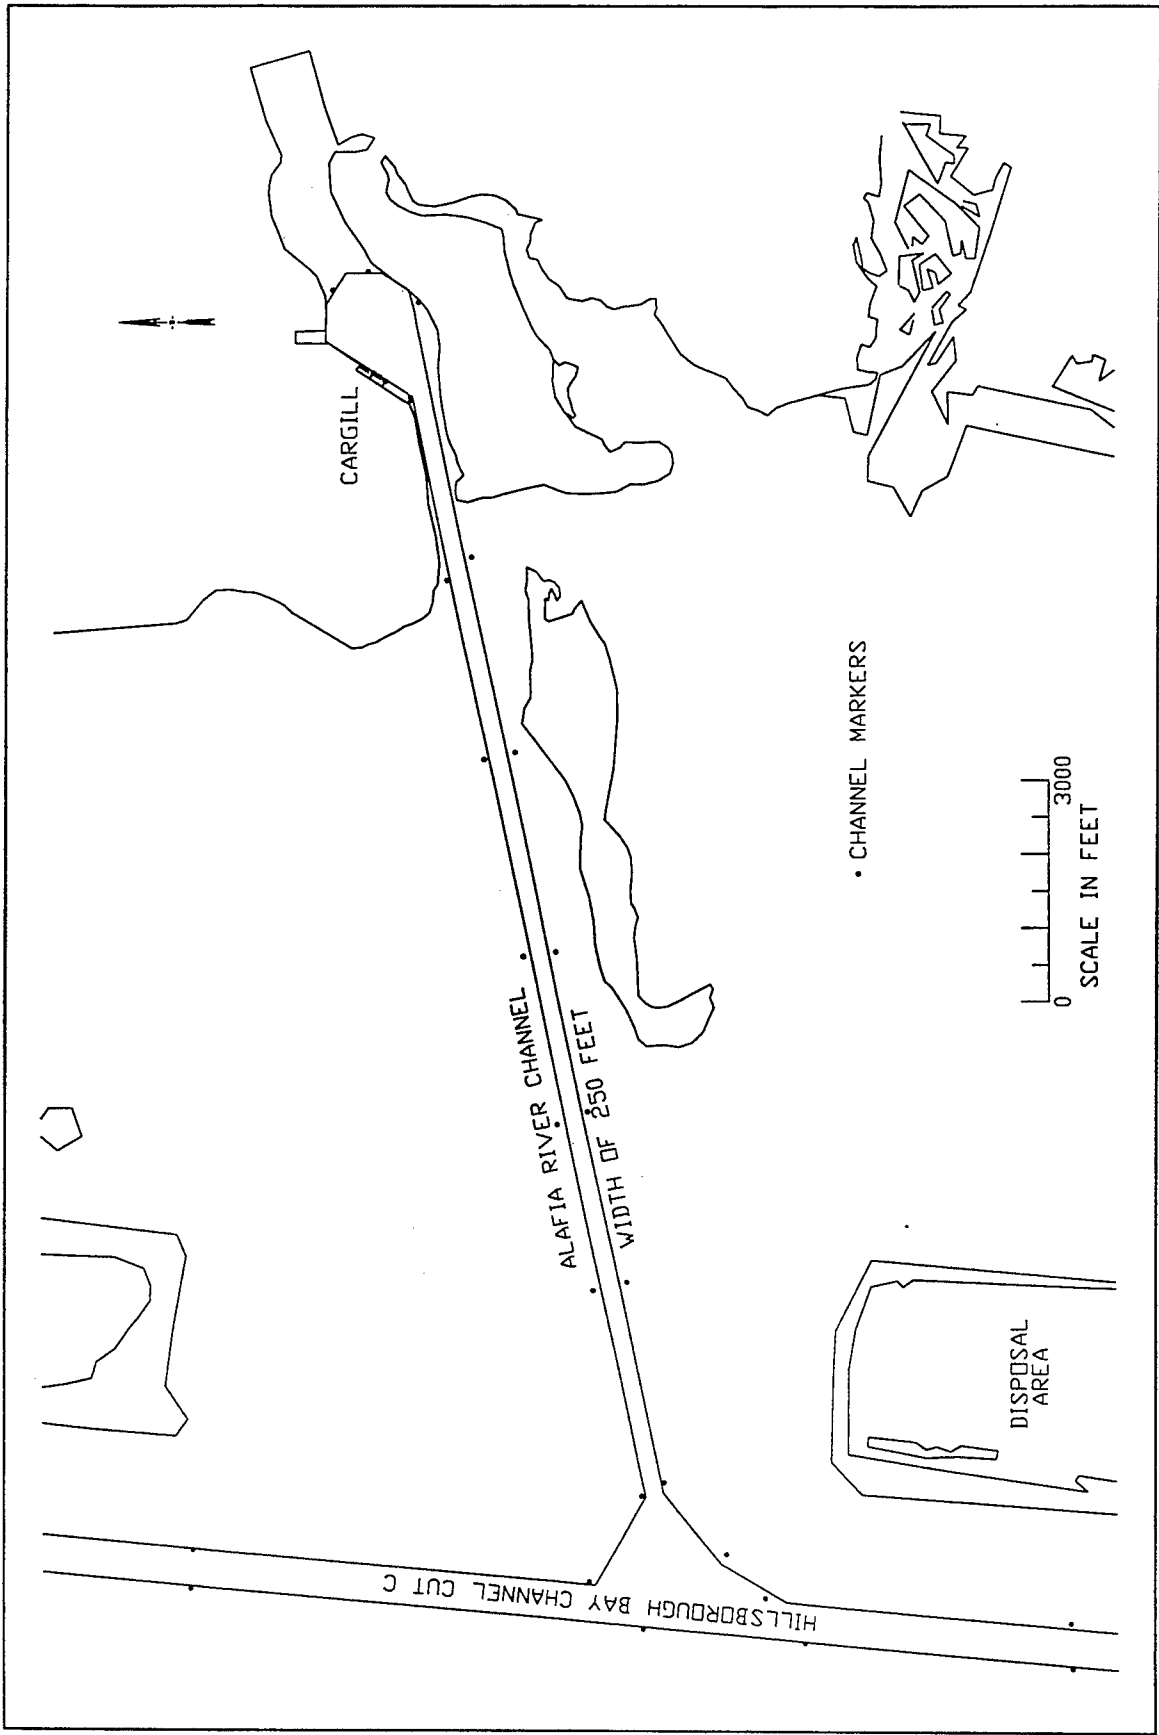 CARGILL
ALAFIA RIVER CHANNEL
WIDTH OF 250 FEET
HILLSBOROUGH BAY CHANNEL CUT C
• CHANNEL MARKERS
0 3000
SCALE IN FEET
DISPOSAL
AREA